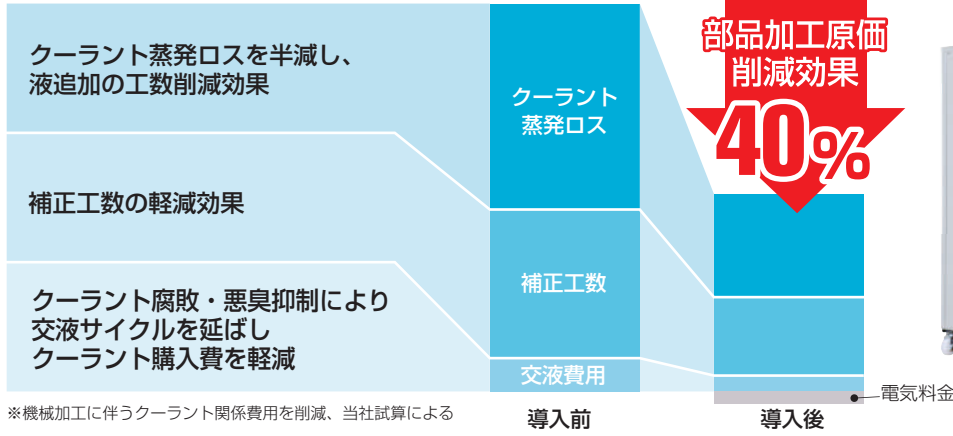 クーラント蒸発ロスを半減し、
液追加の工数削減効果
補正工数の軽減効果
クーラント腐敗・悪臭抑制により
交液サイクルを延ばし
クーラント購入費を軽減
※機械加工に伴うクーラント関係費用を削減、当社試算による
クーラント
蒸発ロス
補正工数
交液費用
導入前
部品加工原価
削減効果
40%
電気料金
導入後